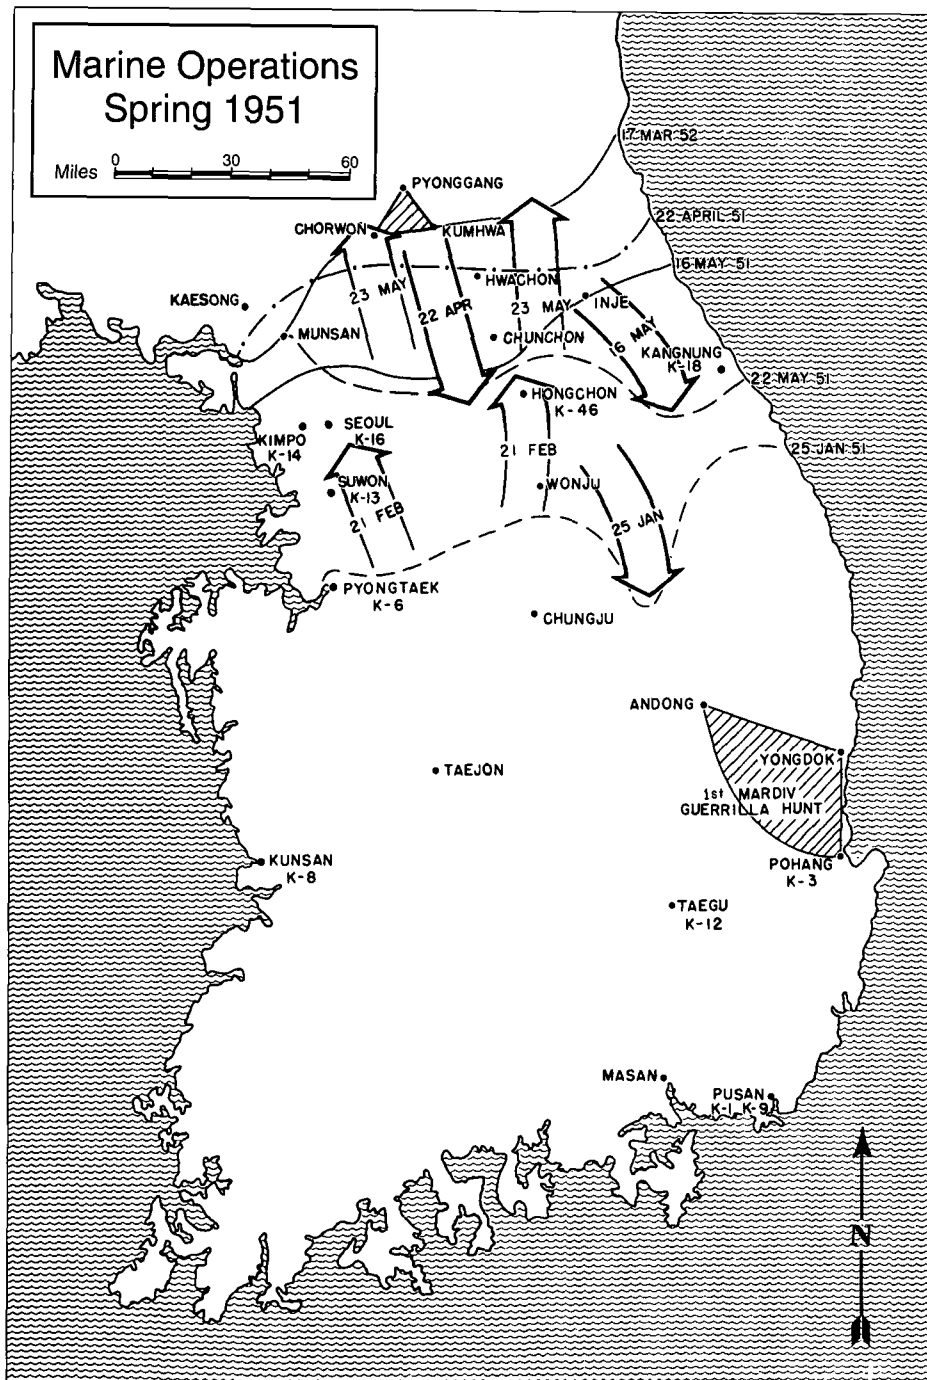 Marine Operations
Spring 1951
Miles 0 30 60
17 MAR 52
PYONGGANG
22 APRIL 51
CHORWON
KUMHWA
16 MAY 51
HWACHON
KAESONG
23 MAY
22 APR
23 MAY
INJE
MUNSAN
CHUNCHON
16 MAY
KANGNUNG
K-18
22 MAY 51
HONGCHON
K-46
SEOUL
K-16
KIMPO
K-14
21 FEB
25 JAN 51
SUWON
K-13
WONJU
21 FEB
25 JAN
PYONGTAEK
K-6
CHUNGJU
ANDONG
YONGDOK
TAEJON
1st MARDIV
GUERRILLA HUNT
KUNSAN
K-8
POHANG
K-3
TAEGU
K-12
MASAN
PUSAN
K-1 K-9
N